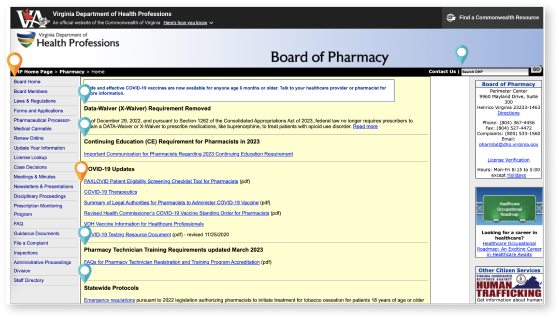 Virginia Department of Health Professions
An official website of the Commonwealth of Virginia Here's how you know
Find a Commonwealth Resource
Virginia Department of
Health Professions
Board of Pharmacy
Home Page > Pharmacy > Home
Contact Us | Search DHP GO
Board Home
Board Members
Laws & Regulations
Forms and Applications
Pharmaceutical Processor-
Medical Cannabis
Renew Online
Update Your Information
License Lookup
Case Decisions
Meetings & Minutes
Newsletters & Presentations
Disciplinary Proceedings
Prescription Monitoring
Program
FAQ
Guidance Documents
File a Complaint
Inspections
Administrative Proceedings
Division
Staff Directory
and effective COVID-19 vaccines are now available for anyone age 6 months or older. Talk to your healthcare provider or pharmacist for
more information.
Data-Waiver (X-Waiver) Requirement Removed
of December 29, 2022, and pursuant to Section 1262 of the Consolidated Appropriations Act of 2023, federal law no longer requires prescribers to
a DATA-Waiver or X-Waiver to prescribe medications, like buprenorphine, to treat patients with opioid use disorder. Read more
Continuing Education (CE) Requirement for Pharmacists in 2023
Important Communication for Pharmacists Regarding 2023 Continuing Education Requirement
COVID-19 Updates
PAXLOVID Patient Eligibility Screening Checklist Tool for Pharmacists (pdf)
COVID-19 Therapeutics
Summary of Legal Authorities for Pharmacists to Administer COVID-19 Vaccine (pdf)
Revised Health Commissioner's COVID-19 Vaccine Standing Order for Pharmacists (pdf)
VDH Vaccine Information for Healthcare Professionals
COVID-19 Testing Resource Document (pdf) - revised 11/25/2020
Pharmacy Technician Training Requirements updated March 2023
FAQs for Pharmacy Technician Registration and Training Program Accreditation (pdf)
Statewide Protocols
Emergency regulations pursuant to 2022 legislation authorizing pharmacists to initiate treatment for tobacco cessation for patients 18 years of age or older
Board of Pharmacy
Perimeter Center
9960 Mayland Drive, Suite
300
Henrico Virginia 23233-1463
Directions
Phone: (804) 367-4456
Fax: (804) 527-4472
Complaints: (800) 533-1560
Email:
pharmbd@dhp.virginia.gov
License Verification
Hours: Mon-Fri 8:15 to 5:00
except Holidays
Healthcare
Occupational
Roadmap
Looking for a career in
healthcare?
Healthcare Occupational
Roadmap: An Exciting Career
in Healthcare Awaits
Other Citizen Services
HUMAN
TRAFFICKING
Get information about human